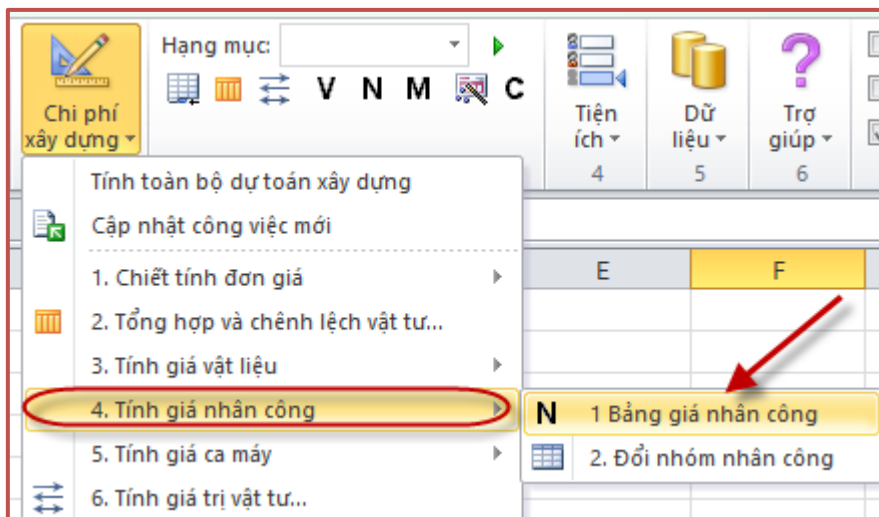 Hạng mục:
V N M C
Chi phí
xây dựng
Tiện
ích
4
Dữ
liệu
5
Trợ
giúp
6
Tính toàn bộ dự toán xây dựng
Cập nhật công việc mới
1. Chiết tính đơn giá
2. Tổng hợp và chênh lệch vật tư...
3. Tính giá vật liệu
4. Tính giá nhân công
5. Tính giá ca máy
6. Tính giá trị vật tư...
E F
N 1 Bảng giá nhân công
2. Đổi nhóm nhân công